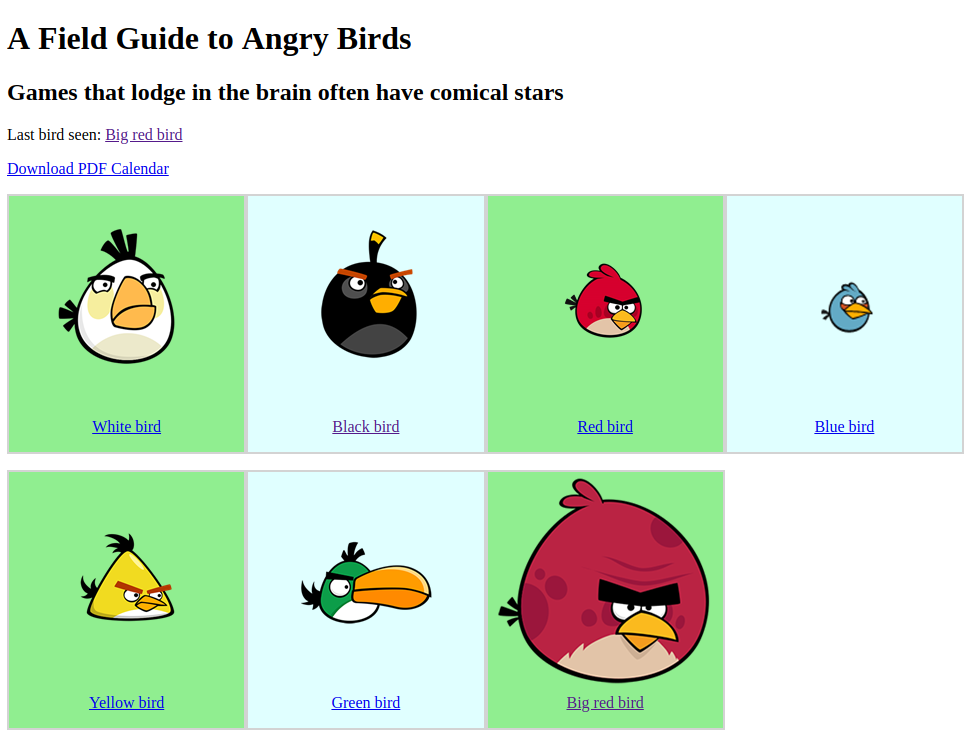 A Field Guide to Angry Birds
Games that lodge in the brain often have comical stars
Last bird seen: Big red bird
Download PDF Calendar
White bird
Black bird
Red bird
Blue bird
Yellow bird
Green bird
Big red bird